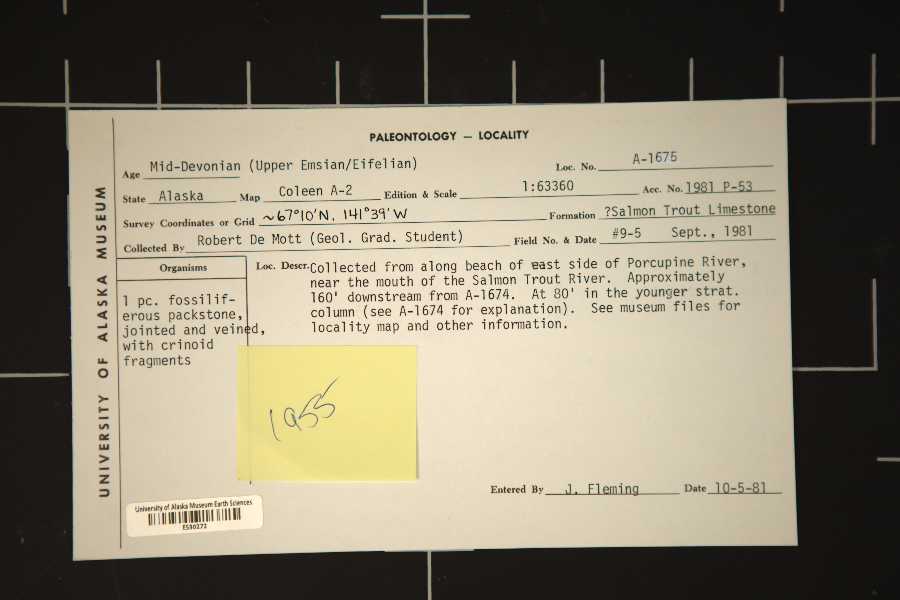 PALEONTOLOGY — LOCALITY
Age Mid-Devonian (Upper Emsian/Eifelian) Loc. No. A-1675
State Alaska Map Coleen A-2 Edition & Scale 1:63360 Acc. No. 1981 P-53
Survey Coordinates or Grid ~67°10'N, 141°39'W Formation ?Salmon Trout Limestone
Collected By Robert De Mott (Geol. Grad. Student) Field No. & Date #9-5 Sept., 1981
Organisms
1 pc. fossilif-
erous packstone,
jointed and veined,
with crinoid
fragments
Loc. Descr. Collected from along beach of east side of Porcupine River,
near the mouth of the Salmon Trout River. Approximately
160' downstream from A-1674. At 80' in the younger strat.
column (see A-1674 for explanation). See museum files for
locality map and other information.
1955
Entered By J. Fleming Date 10-5-81
University of Alaska Museum Earth Sciences
ES30272
UNIVERSITY OF ALASKA MUSEUM